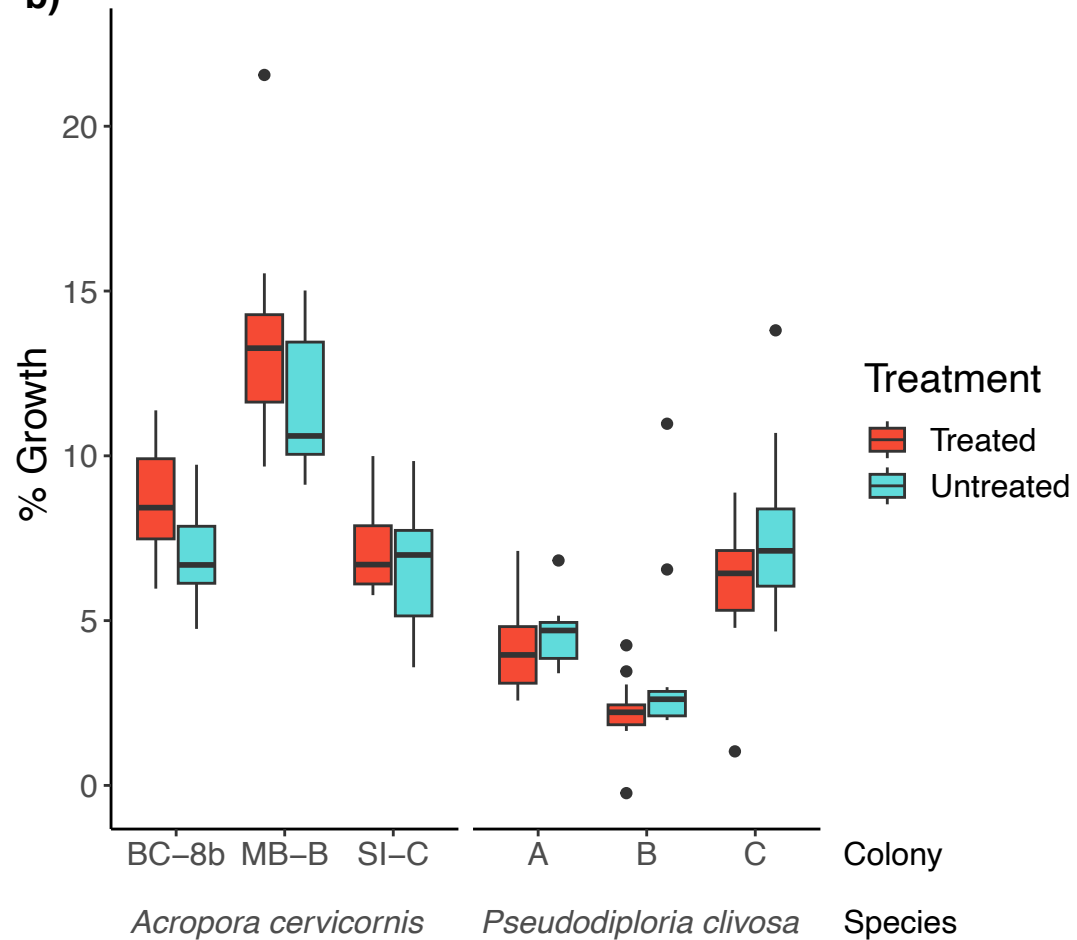 b)
20
15
10
5
0
% Growth
Treatment
Treated
Untreated
BC−8b MB−B SI−C A B C Colony
Acropora cervicornis Pseudodiploria clivosa Species